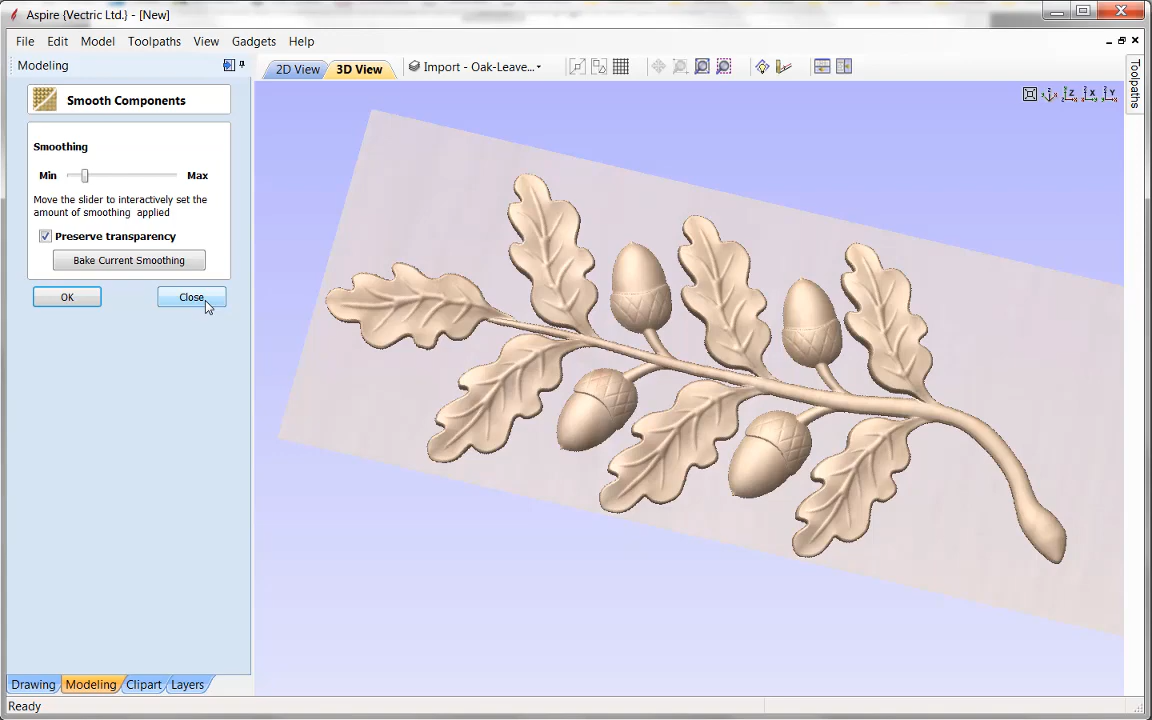 Aspire {Vectric Ltd.} - [New]
File Edit Model Toolpaths View Gadgets Help
Modeling
2D View 3D View Import - Oak-Leave...
Smooth Components
Smoothing
Min Max
Move the slider to interactively set the
amount of smoothing applied
Preserve transparency
Bake Current Smoothing
OK Close
Toolpaths
Drawing Modeling Clipart Layers
Ready